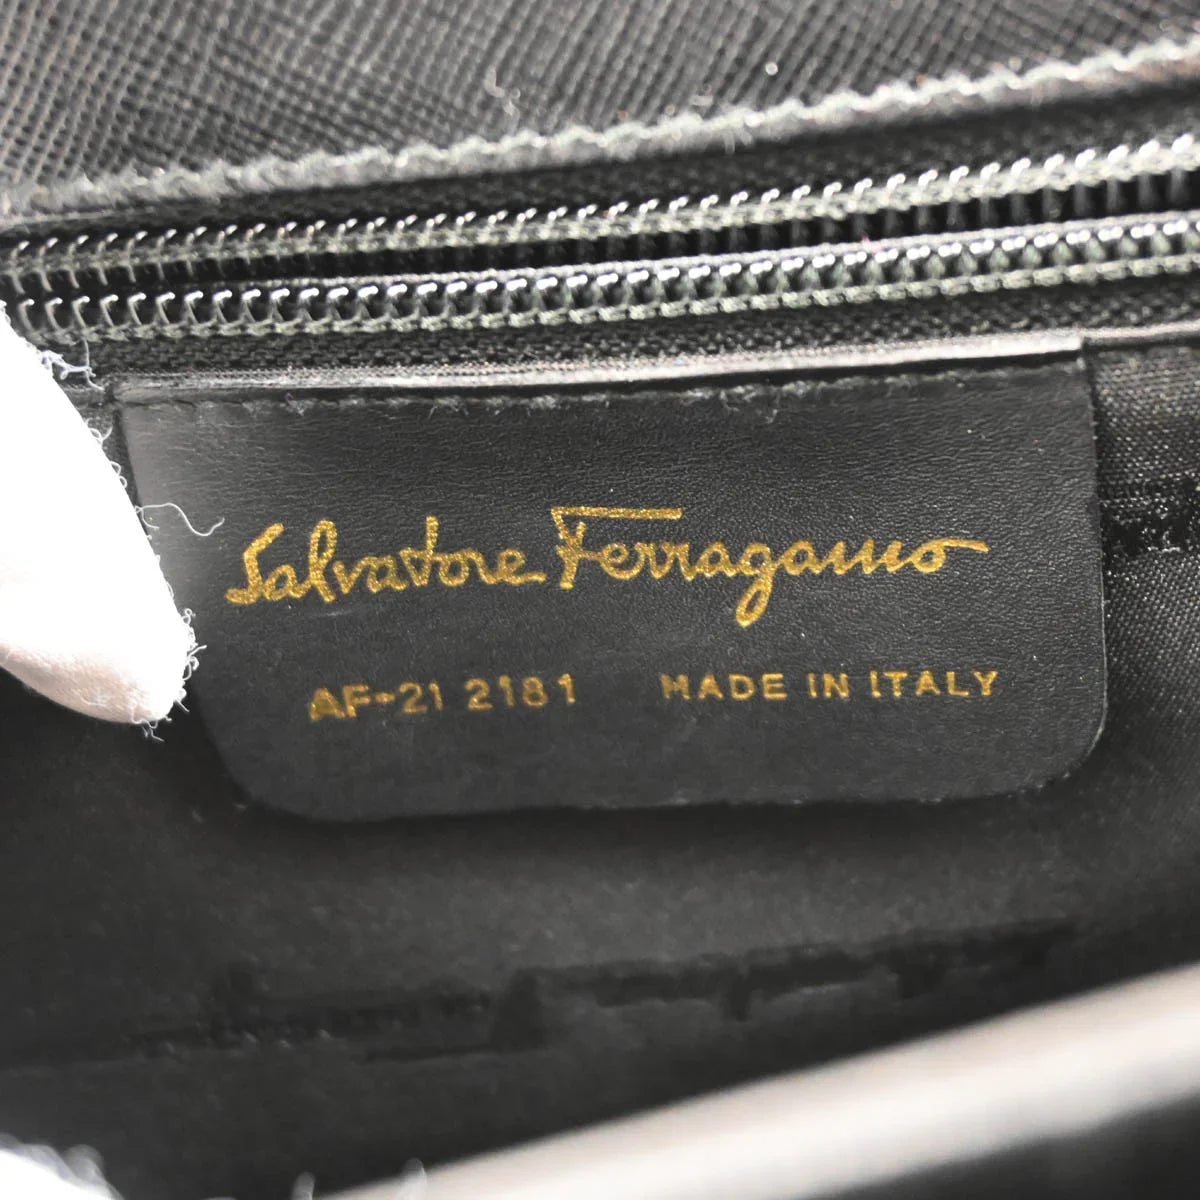 Salvatore Ferragamo
AF-21 2181 MADE IN ITALY